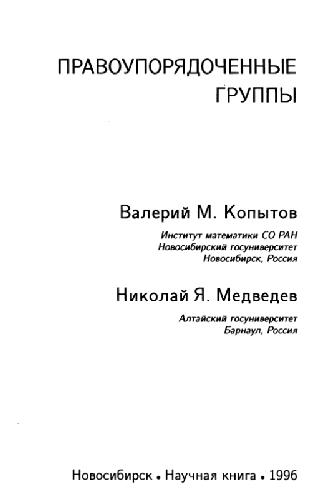 ПРАВОУПОРЯДОЧЕННЫЕ
ГРУППЫ
Валерий М. Копытов
Институт математики СО РАН
Новосибирский госуниверситет
Новосибирск, Россия
Николай Я. Медведев
Алтайский госуниверситет
Барнаул, Россия
Новосибирск • Научная книга • 1996